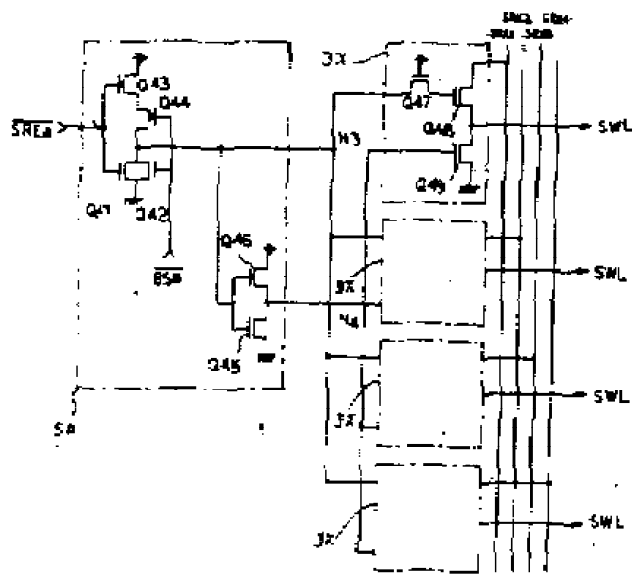 3X
Q43
Q44
Q47
Q48
SREa
N3
SWL
Q49
Q41
Q42
Q46
BSa
3X
SWL
N4
Q45
3X
SWL
Sa
3X
SWL